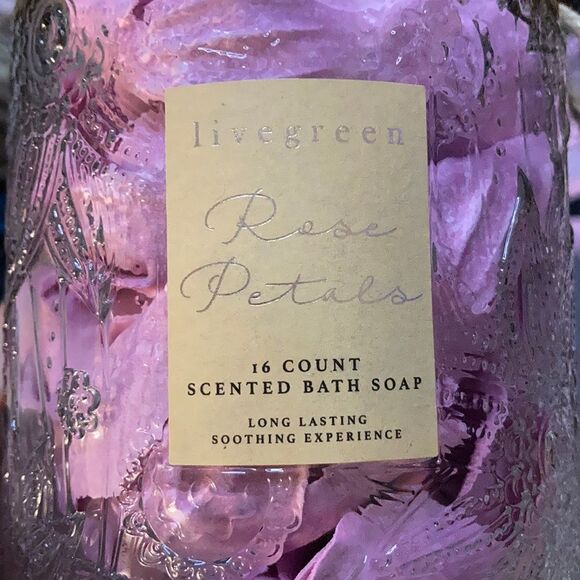 livegreen
Rose
Petals
16 COUNT
SCENTED BATH SOAP
LONG LASTING
SOOTHING EXPERIENCE